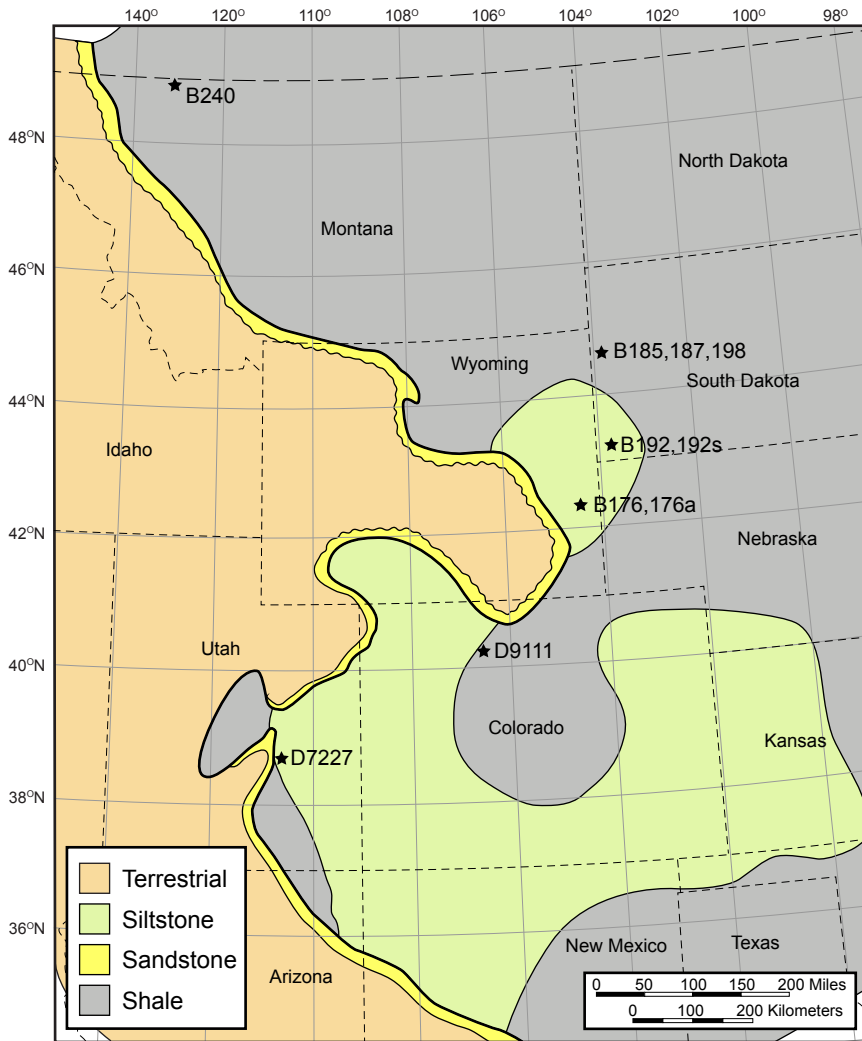 140° 110° 108° 106° 104° 102° 100° 98°
B240
48°N
North Dakota
Montana
46°N
B185,187,198
Wyoming
South Dakota
44°N
Idaho
B192,192s
B176,176a
42°N
Nebraska
Utah
D9111
40°N
Colorado
Kansas
D7227
38°N
Terrestrial
Siltstone
Sandstone
Shale
36°N
New Mexico
Texas
Arizona
0 50 100 150 200 Miles
0 100 200 Kilometers